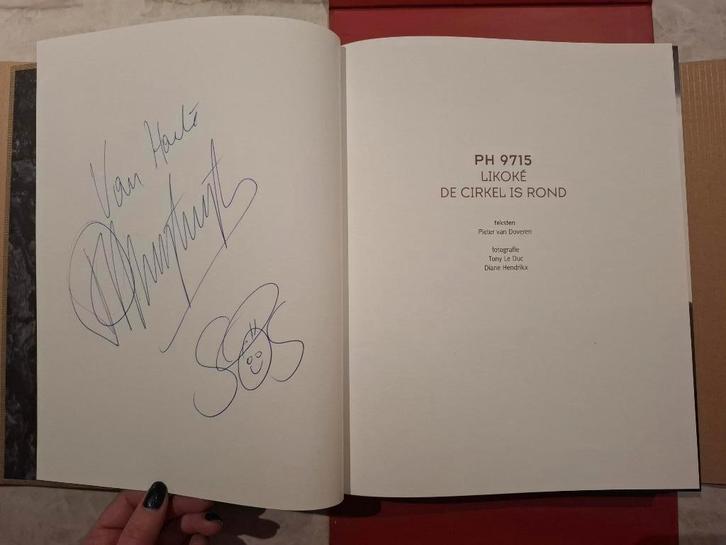 Van Harte
PH 9715
LIKOKÉ
DE CIRKEL IS ROND
teksten
Pieter van Doveren
fotografie
Tony Le Duc
Diane Hendrikx